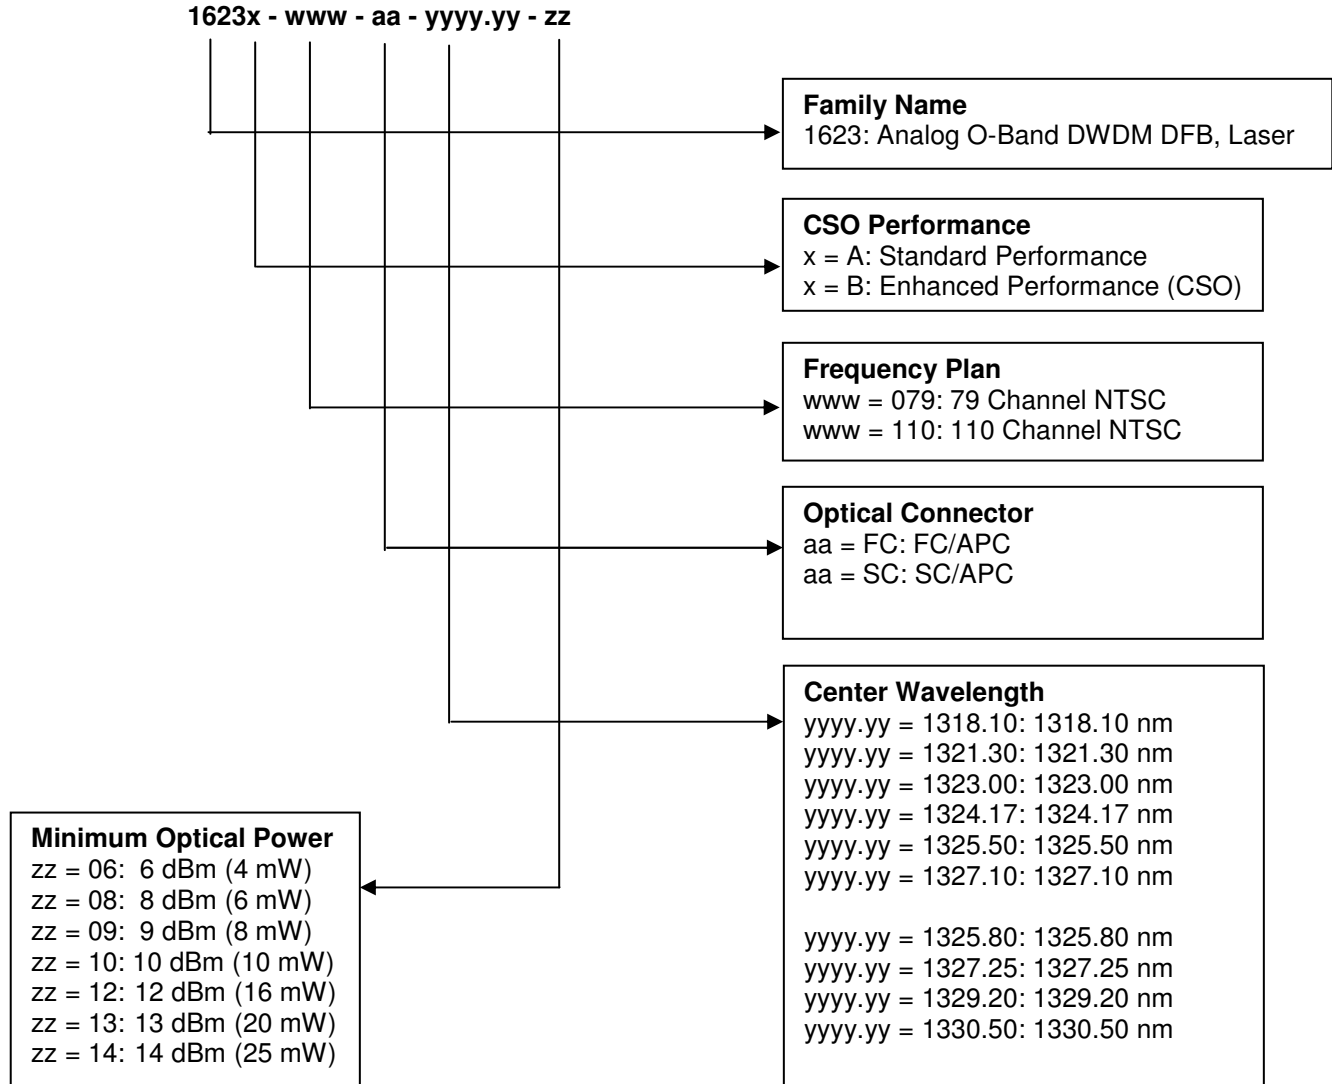 1623x - www - aa - yyyy.yy - zz
Family Name
1623: Analog O-Band DWDM DFB, Laser
CSO Performance
x = A: Standard Performance
x = B: Enhanced Performance (CSO)
Frequency Plan
www = 079: 79 Channel NTSC
www = 110: 110 Channel NTSC
Optical Connector
aa = FC: FC/APC
aa = SC: SC/APC
Center Wavelength
yyyy.yy = 1318.10: 1318.10 nm
yyyy.yy = 1321.30: 1321.30 nm
yyyy.yy = 1323.00: 1323.00 nm
yyyy.yy = 1324.17: 1324.17 nm
yyyy.yy = 1325.50: 1325.50 nm
yyyy.yy = 1327.10: 1327.10 nm
yyyy.yy = 1325.80: 1325.80 nm
yyyy.yy = 1327.25: 1327.25 nm
yyyy.yy = 1329.20: 1329.20 nm
yyyy.yy = 1330.50: 1330.50 nm
Minimum Optical Power
zz = 06: 6 dBm (4 mW)
zz = 08: 8 dBm (6 mW)
zz = 09: 9 dBm (8 mW)
zz = 10: 10 dBm (10 mW)
zz = 12: 12 dBm (16 mW)
zz = 13: 13 dBm (20 mW)
zz = 14: 14 dBm (25 mW)